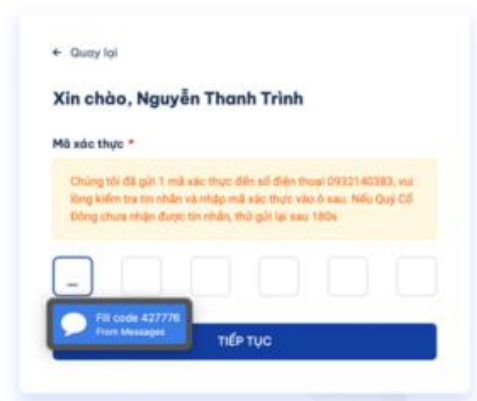 ← Quay lại
Xin chào, Nguyễn Thanh Trình
Mã xác thực *
Chúng tôi đã gửi 1 mã xác thực đến số điện thoại 0932140383, vui
lòng kiểm tra tin nhắn và nhập mã xác thực vào ô sau. Nếu Quý Cổ
Đông chưa nhận được tin nhắn, thử gửi lại sau 180s
Fill code 427776
From Messages
TIẾP TỤC